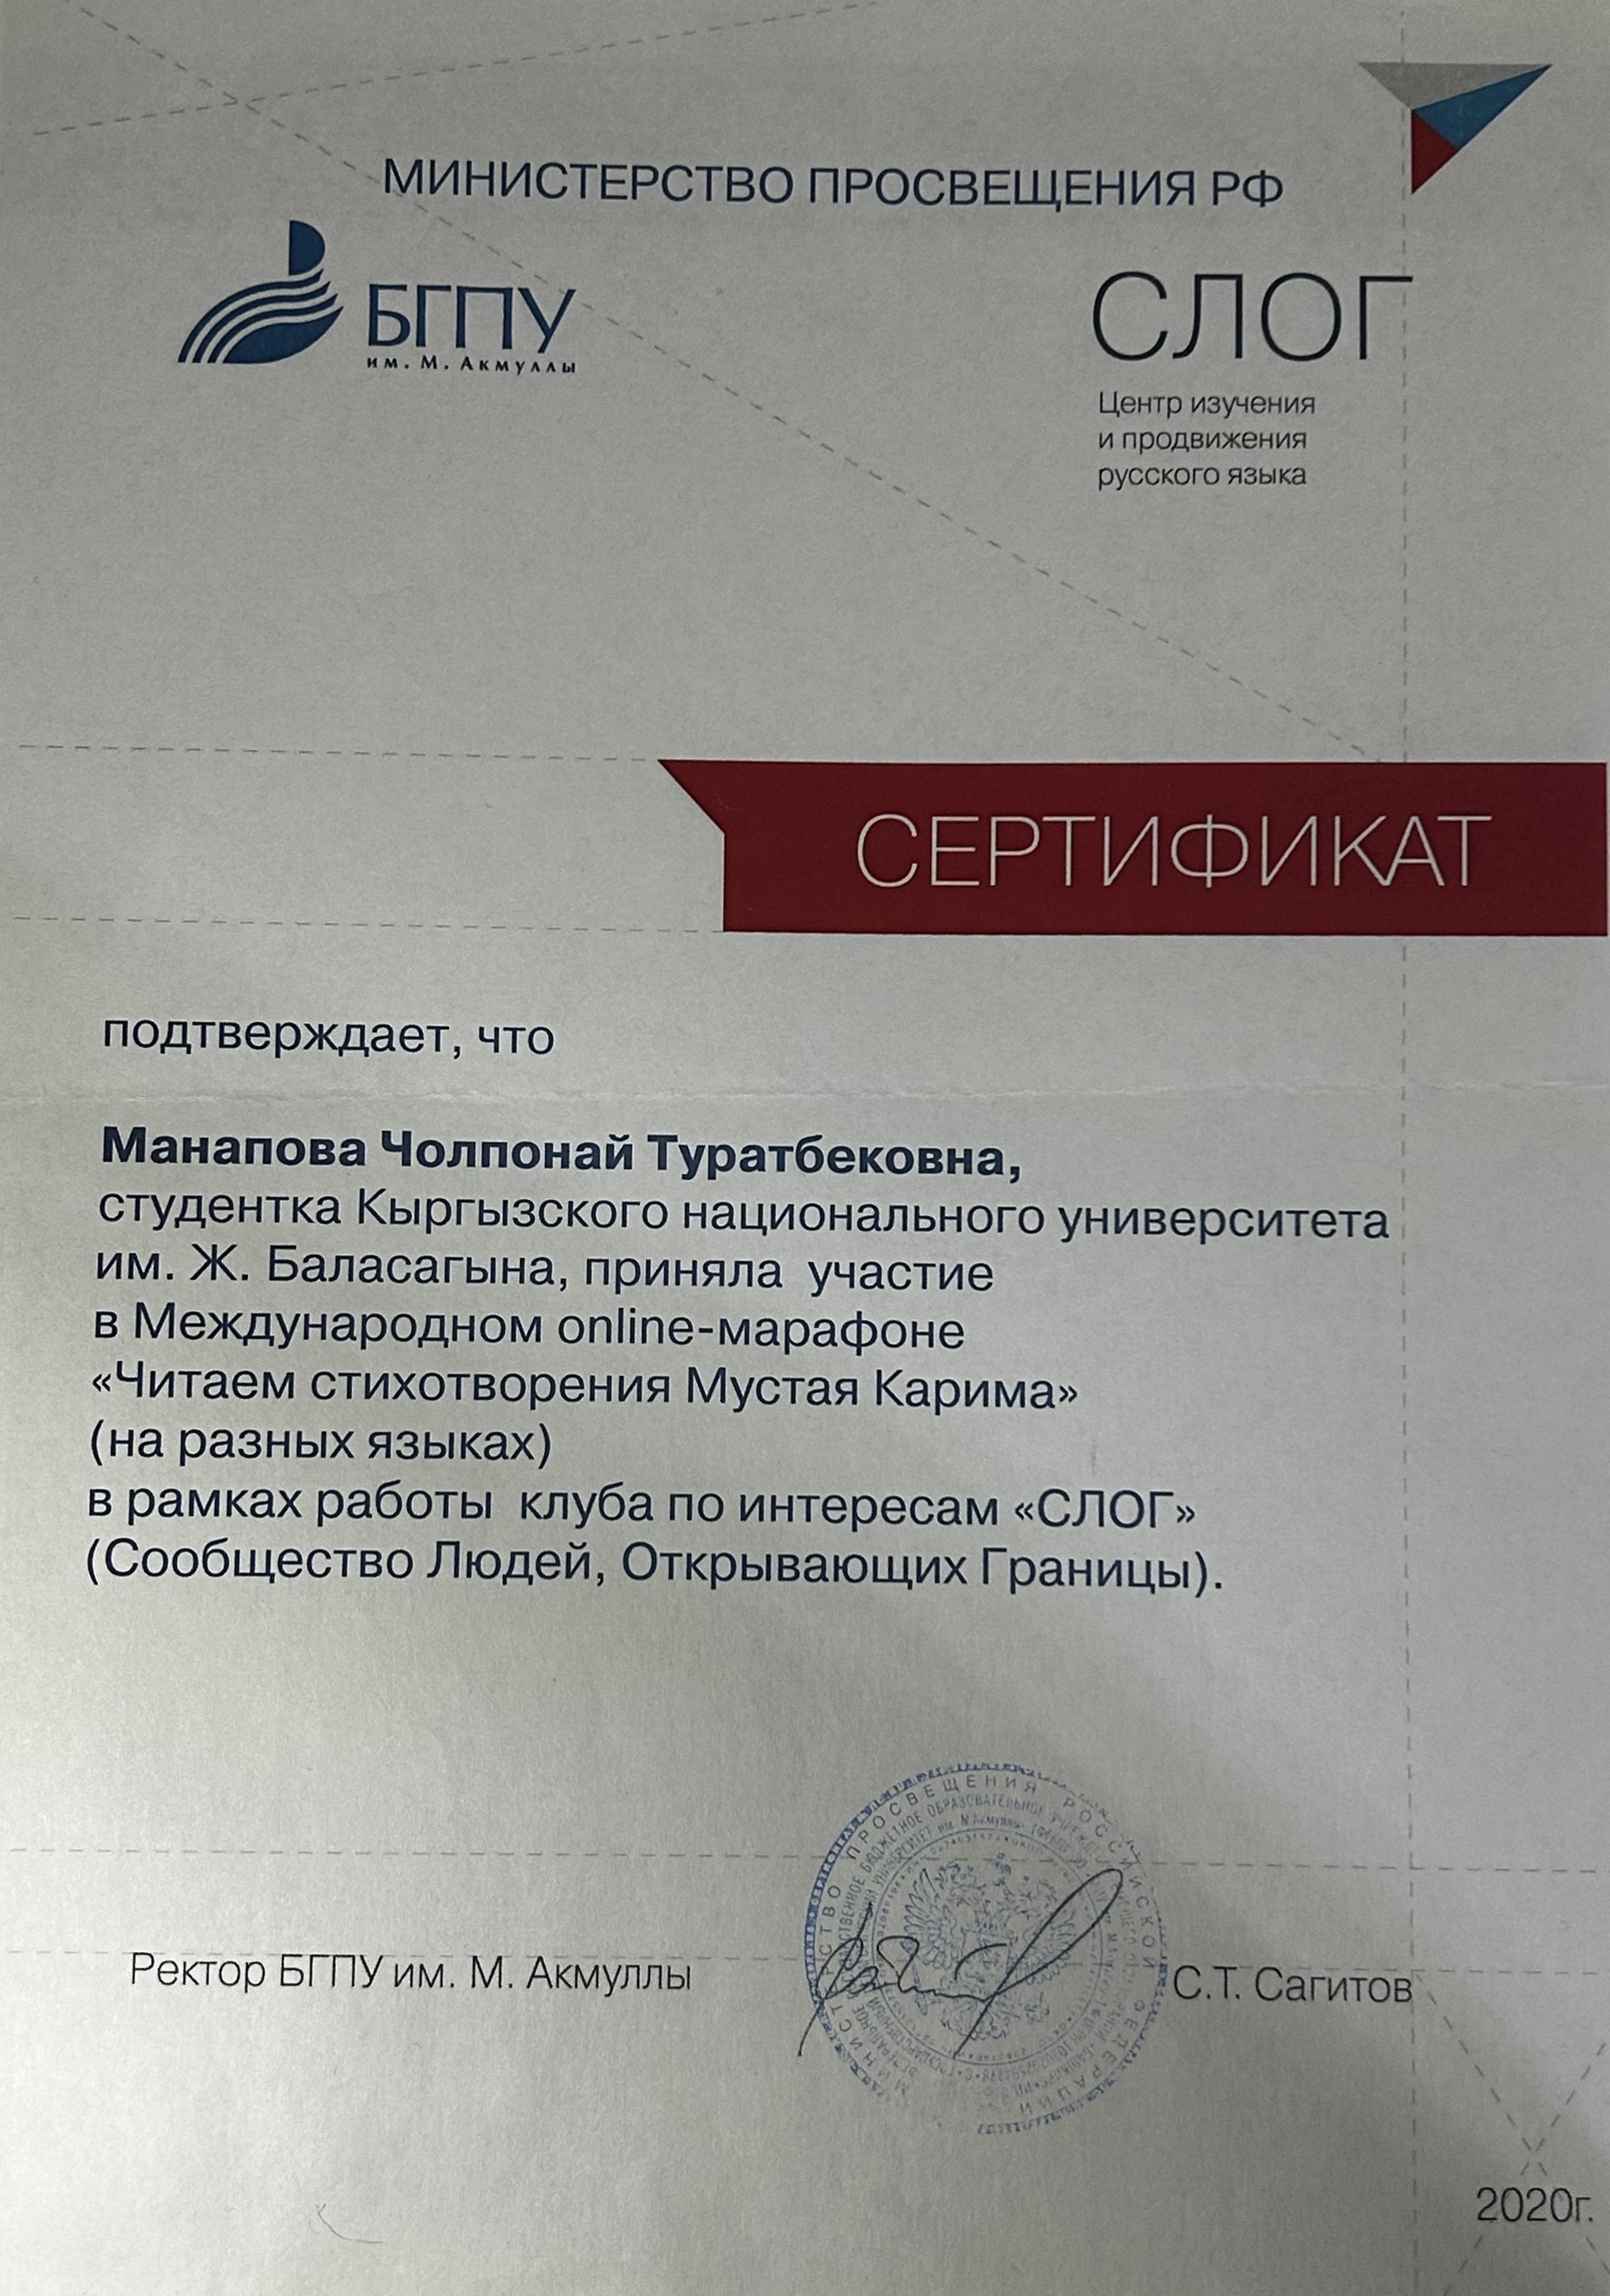 МИНИСТЕРСТВО ПРОСВЕЩЕНИЯ РФ
БГПУ
им. М. Акмуллы
СЛОГ
Центр изучения
и продвижения
русского языка
СЕРТИФИКАТ
подтверждает, что
Манапова Чолпонай Туратбековна,
студентка Кыргызского национального университета
им. Ж. Баласагына, приняла участие
в Международном online-марафоне
«Читаем стихотворения Мустая Карима»
(на разных языках)
в рамках работы клуба по интересам «СЛОГ»
(Сообщество Людей, Открывающих Границы).
МИНИСТЕРСТВО ПРОСВЕЩЕНИЯ РОССИЙСКОЙ ФЕДЕРАЦИИ
Ректор БГПУ им. М. Акмуллы
С.Т. Сагитов
2020г.